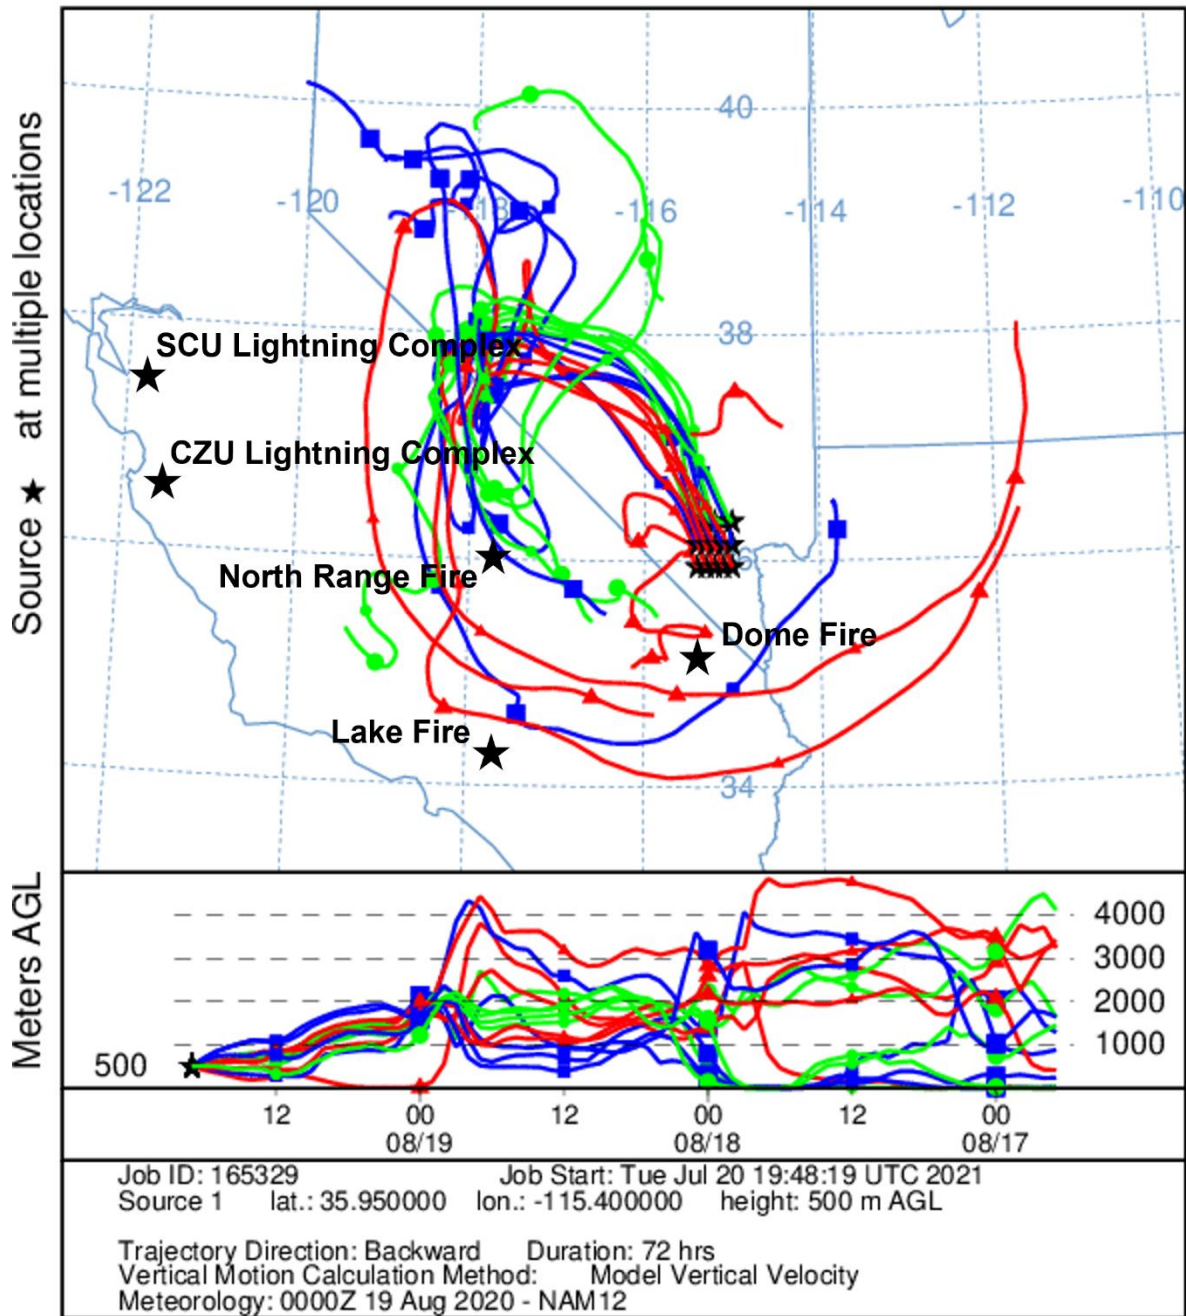 Source ★ at multiple locations
40
-122
-120
-116
-114
-112
-110
38
SCU Lightning Complex
CZU Lightning Complex
North Range Fire
Dome Fire
Lake Fire
34
Meters AGL
4000
3000
2000
1000
500
12 00 12 00 12 00
08/19 08/18 08/17
Job ID: 165329 Job Start: Tue Jul 20 19:48:19 UTC 2021
Source 1 lat.: 35.950000 lon.: -115.400000 height: 500 m AGL
Trajectory Direction: Backward Duration: 72 hrs
Vertical Motion Calculation Method: Model Vertical Velocity
Meteorology: 0000Z 19 Aug 2020 - NAM12